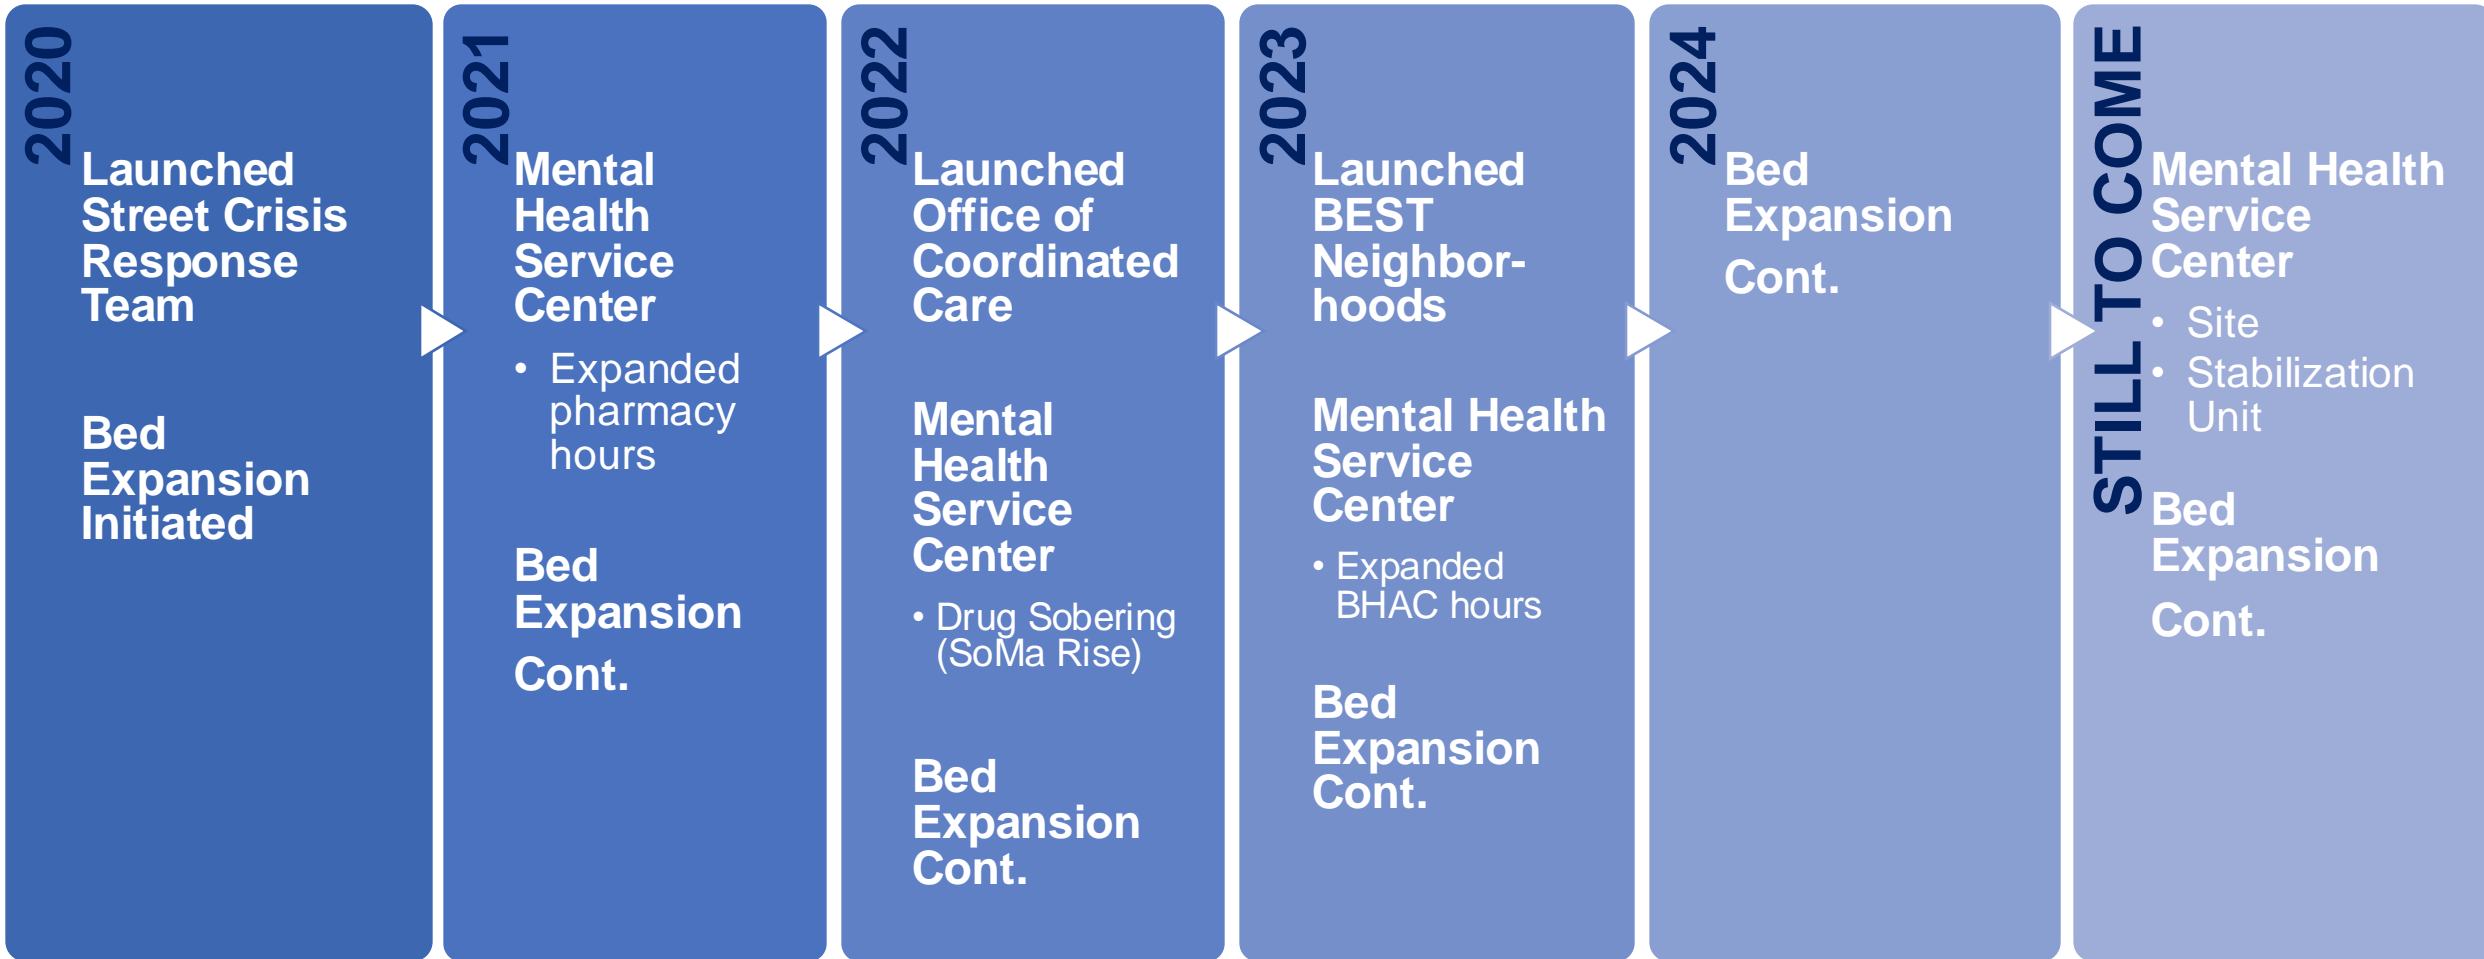 2020
Launched
Street Crisis
Response
Team
Bed
Expansion
Initiated
2021
Mental
Health
Service
Center
• Expanded
pharmacy
hours
Bed
Expansion
Cont.
2022
Launched
Office of
Coordinated
Care
Mental
Health
Service
Center
• Drug Sobering
(SoMa Rise)
Bed
Expansion
Cont.
2023
Launched
BEST
Neighbor-
hoods
Mental Health
Service
Center
• Expanded
BHAC hours
Bed
Expansion
Cont.
2024
Bed
Expansion
Cont.
STILL TO COME
Mental Health
Service
Center
• Site
• Stabilization
Unit
Bed
Expansion
Cont.